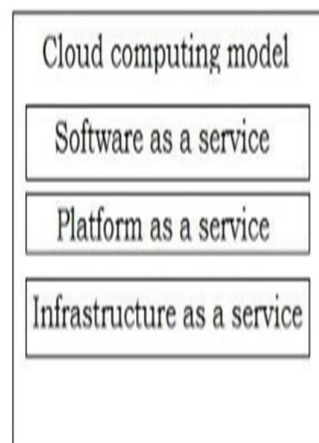 Cloud computing model
Software as a service
Platform as a service
Infrastructure as a service